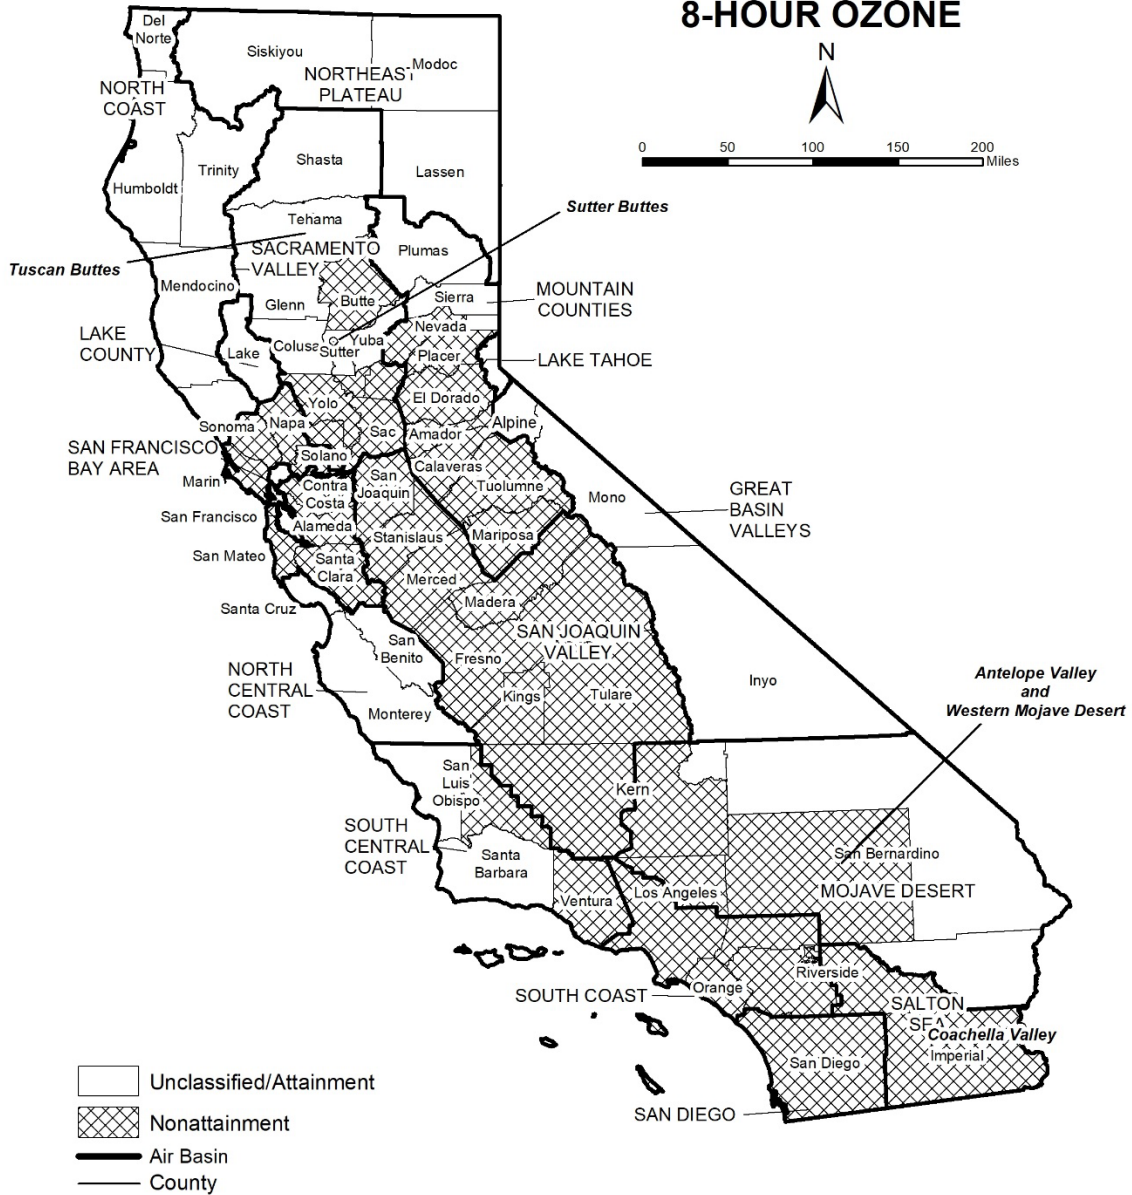 8-HOUR OZONE
N
0 50 100 150 200
Miles
Del
Norte
Siskiyou
Modoc
NORTHEAST
PLATEAU
NORTH
COAST
Shasta
Trinity
Lassen
Humboldt
Sutter Buttes
Tehama
SACRAMENTO
VALLEY
Plumas
Tuscan Buttes
Mendocino
Glenn
Butte
Sierra
MOUNTAIN
COUNTIES
Nevada
LAKE
COUNTY
Lake
Colusa
Sutter
Yuba
Placer
LAKE TAHOE
El Dorado
Yolo
Napa
Sonoma
Sac
Amador
Alpine
SAN FRANCISCO
BAY AREA
Solano
Calaveras
Marin
Contra
Costa
San
Joaquin
Tuolumne
Mono
GREAT
BASIN
VALLEYS
San Francisco
Alameda
Stanislaus
Mariposa
San Mateo
Santa
Clara
Merced
Santa Cruz
Madera
SAN JOAQUIN
VALLEY
San
Benito
Fresno
NORTH
CENTRAL
COAST
Kings
Tulare
Inyo
Antelope Valley
and
Western Mojave Desert
Monterey
San
Luis
Obispo
Kern
SOUTH
CENTRAL
COAST
Santa
Barbara
San Bernardino
MOJAVE DESERT
Ventura
Los Angeles
Riverside
Orange
SOUTH COAST
SALTON
SEA
Coachella Valley
Imperial
San Diego
SAN DIEGO
Unclassified/Attainment
Nonattainment
Air Basin
County